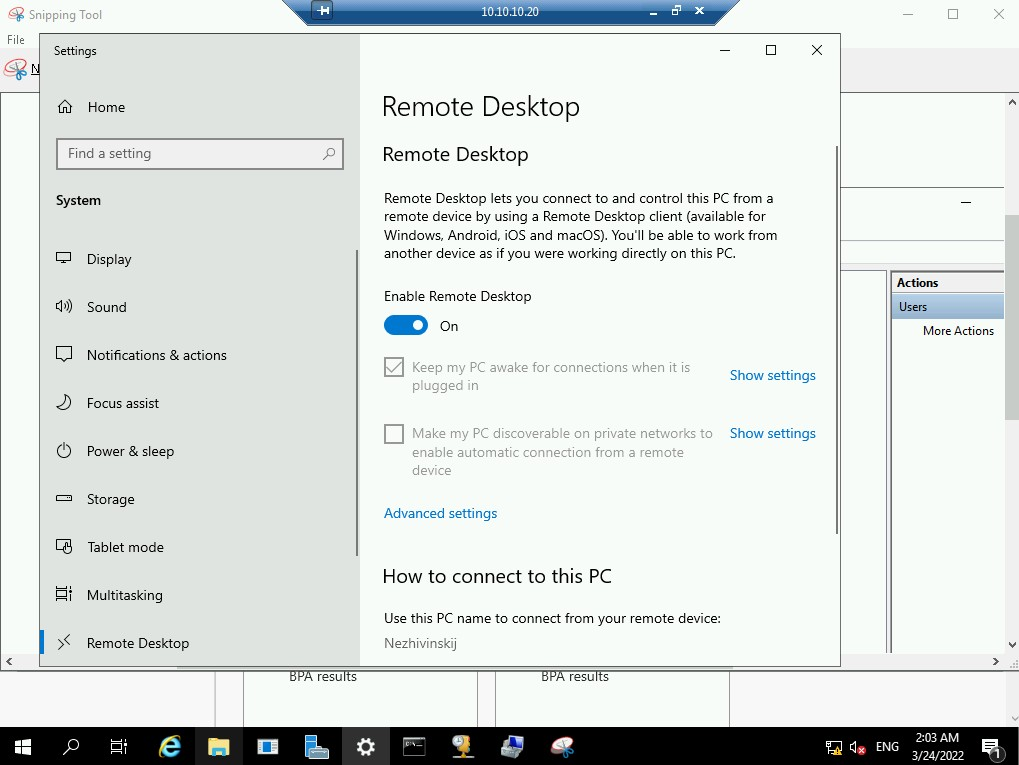 Snipping Tool
10.10.10.20
File
N
Settings
Home
Find a setting
System
Display
Sound
Notifications & actions
Focus assist
Power & sleep
Storage
Tablet mode
Multitasking
Remote Desktop
Remote Desktop
Remote Desktop
Remote Desktop lets you connect to and control this PC from a
remote device by using a Remote Desktop client (available for
Windows, Android, iOS and macOS). You'll be able to work from
another device as if you were working directly on this PC.
Enable Remote Desktop
On
Keep my PC awake for connections when it is
plugged in
Show settings
Make my PC discoverable on private networks to
enable automatic connection from a remote
device
Show settings
Advanced settings
How to connect to this PC
Use this PC name to connect from your remote device:
Nezhivinskij
Actions
Users
More Actions
BPA results
BPA results
ENG
2:03 AM
3/24/2022
1